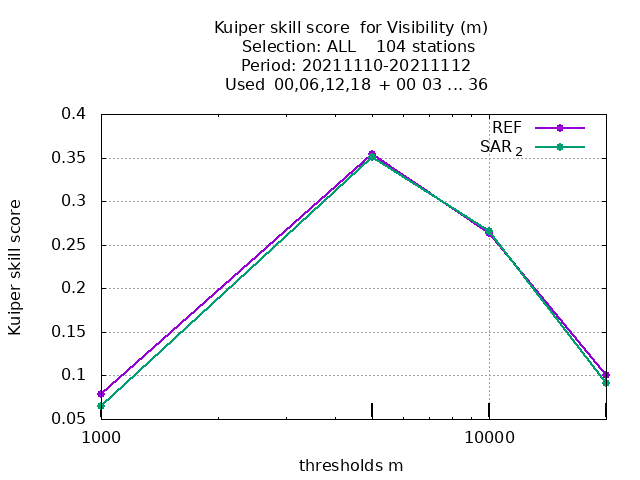 Kuiper skill score for Visibility (m)
Selection: ALL 104 stations
Period: 20211110-20211112
Used 00,06,12,18 + 00 03 ... 36
REF
SAR 2
0.4
0.35
0.3
0.25
0.2
0.15
0.1
0.05
Kuiper skill score
1000 10000
thresholds m